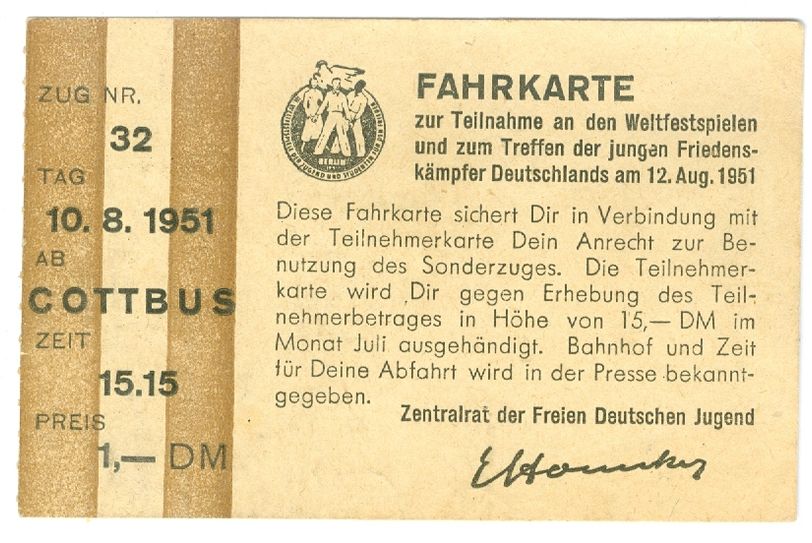 ZUG NR.
32
TAG
10. 8. 1951
AB
COTTBUS
ZEIT
15.15
PREIS
1,— DM
BERLIN
FAHRKARTE
zur Teilnahme an den Weltfestspielen
und zum Treffen der jungen Friedens-
kämpfer Deutschlands am 12. Aug. 1951
Diese Fahrkarte sichert Dir in Verbindung mit
der Teilnehmerkarte Dein Anrecht zur Be-
nutzung des Sonderzuges. Die Teilnehmer-
karte wird Dir gegen Erhebung des Teil-
nehmerbetrages in Höhe von 15,— DM im
Monat Juli ausgehändigt. Bahnhof und Zeit
für Deine Abfahrt wird in der Presse bekannt-
gegeben.
Zentralrat der Freien Deutschen Jugend
EHonecker